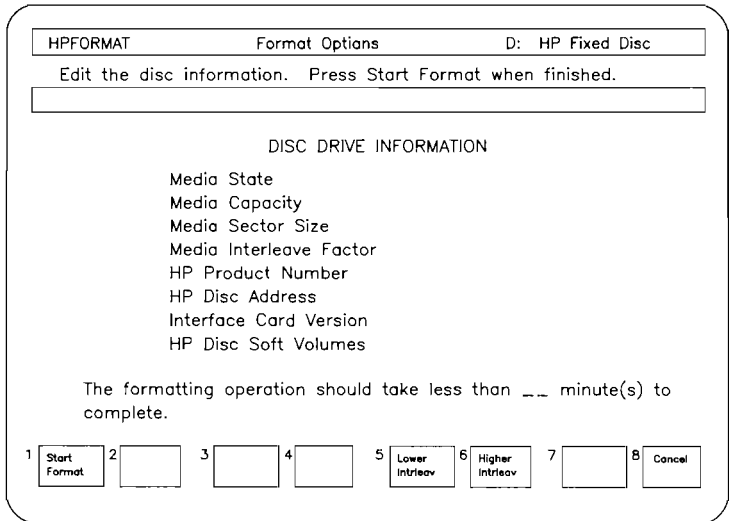 HPFORMAT Format Options D: HP Fixed Disc
Edit the disc information. Press Start Format when finished.
DISC DRIVE INFORMATION
Media State
Media Capacity
Media Sector Size
Media Interleave Factor
HP Product Number
HP Disc Address
Interface Card Version
HP Disc Soft Volumes
The formatting operation should take less than __ minute(s) to
complete.
1 Start Format 2 3 4 5 Lower Intrleav 6 Higher Intrleav 7 8 Cancel